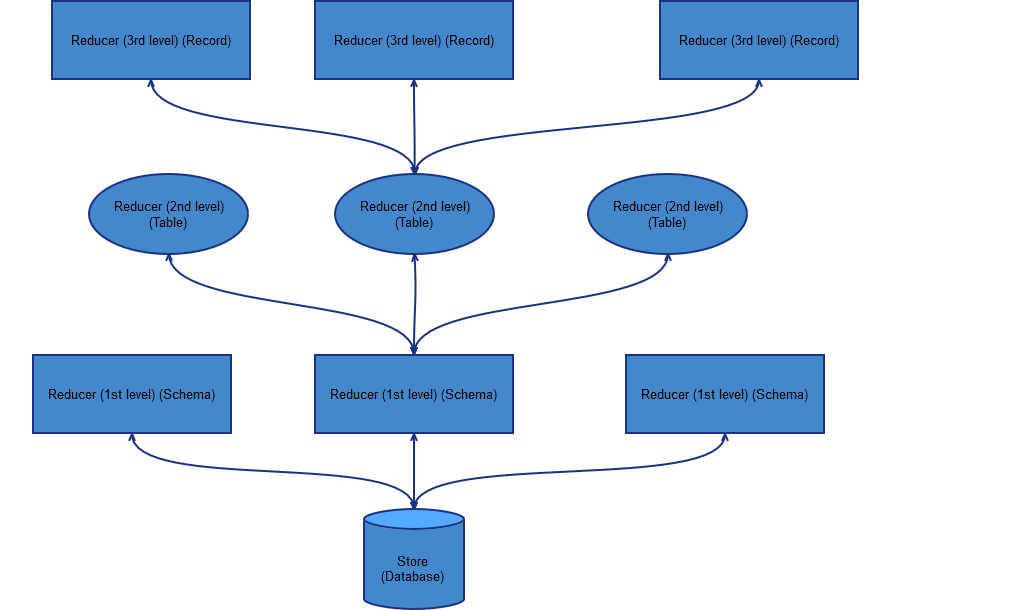 Reducer (3rd level) (Record)
Reducer (3rd level) (Record)
Reducer (3rd level) (Record)
Reducer (2nd level)
(Table)
Reducer (2nd level)
(Table)
Reducer (2nd level)
(Table)
Reducer (1st level) (Schema)
Reducer (1st level) (Schema)
Reducer (1st level) (Schema)
Store
(Database)